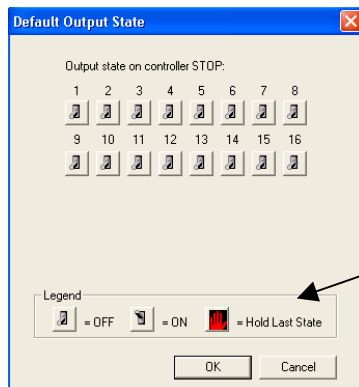 Default Output State
Output state on controller STOP:
1 2 3 4 5 6 7 8
9 10 11 12 13 14 15 16
Legend
= OFF = ON = Hold Last State
OK Cancel